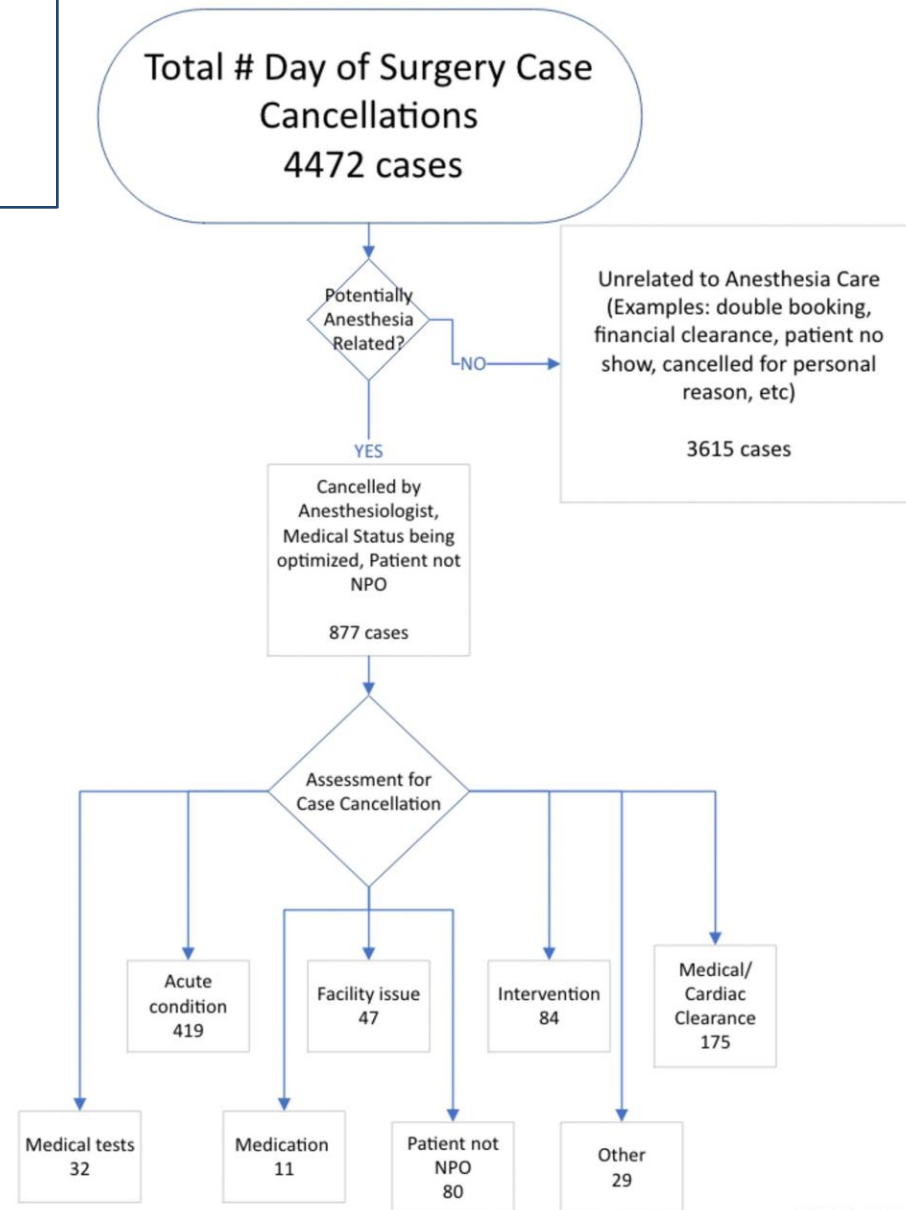 Total # Day of Surgery Case
Cancellations
4472 cases
Potentially
Anesthesia
Related?
NO
Unrelated to Anesthesia Care
(Examples: double booking,
financial clearance, patient no
show, cancelled for personal
reason, etc)
3615 cases
YES
Cancelled by
Anesthesiologist,
Medical Status being
optimized, Patient not
NPO
877 cases
Assessment for
Case Cancellation
Acute
condition
419
Facility issue
47
Intervention
84
Medical/
Cardiac
Clearance
175
Medical tests
32
Medication
11
Patient not
NPO
80
Other
29